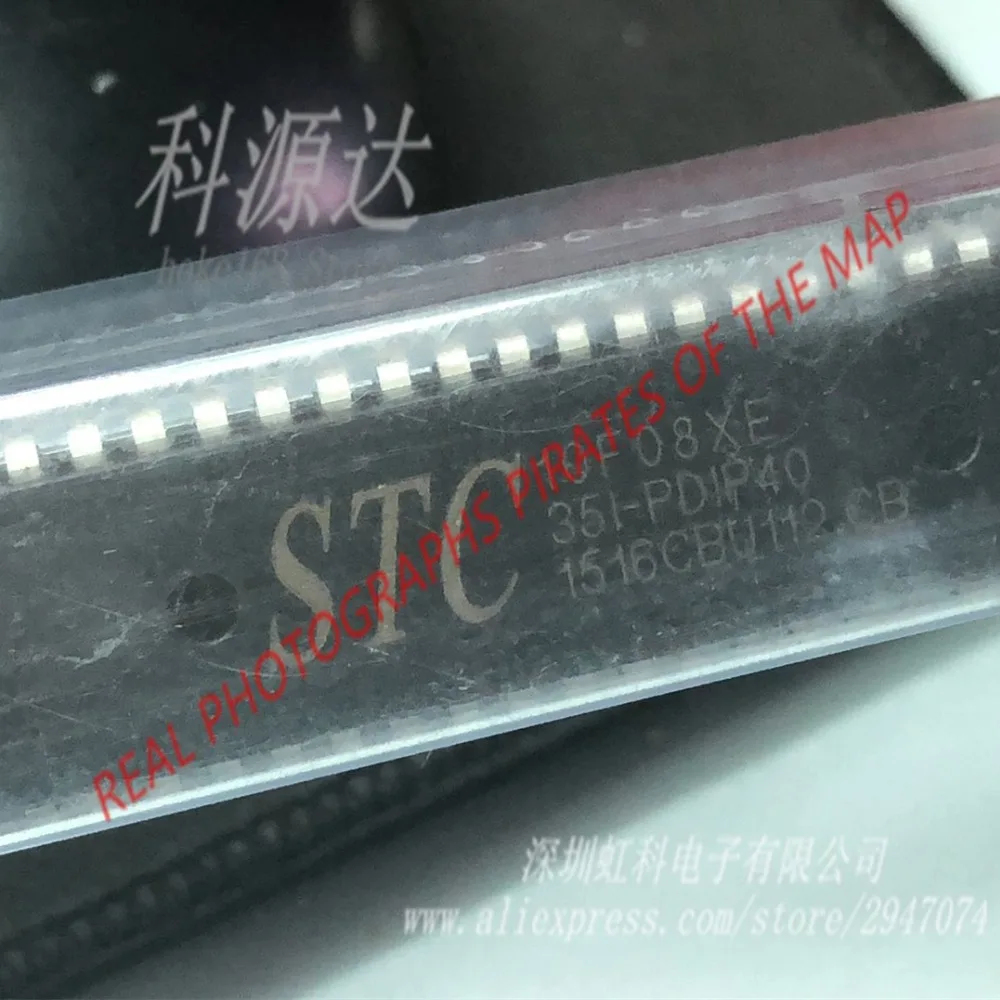 科源达
STC
08XE
35I-PDIP40
1516CBU112.CB
REAL PHOTOGRAPHS PIRATES OF THE MAP
深圳虹科电子有限公司
www.aliexpress.com/store/2947074